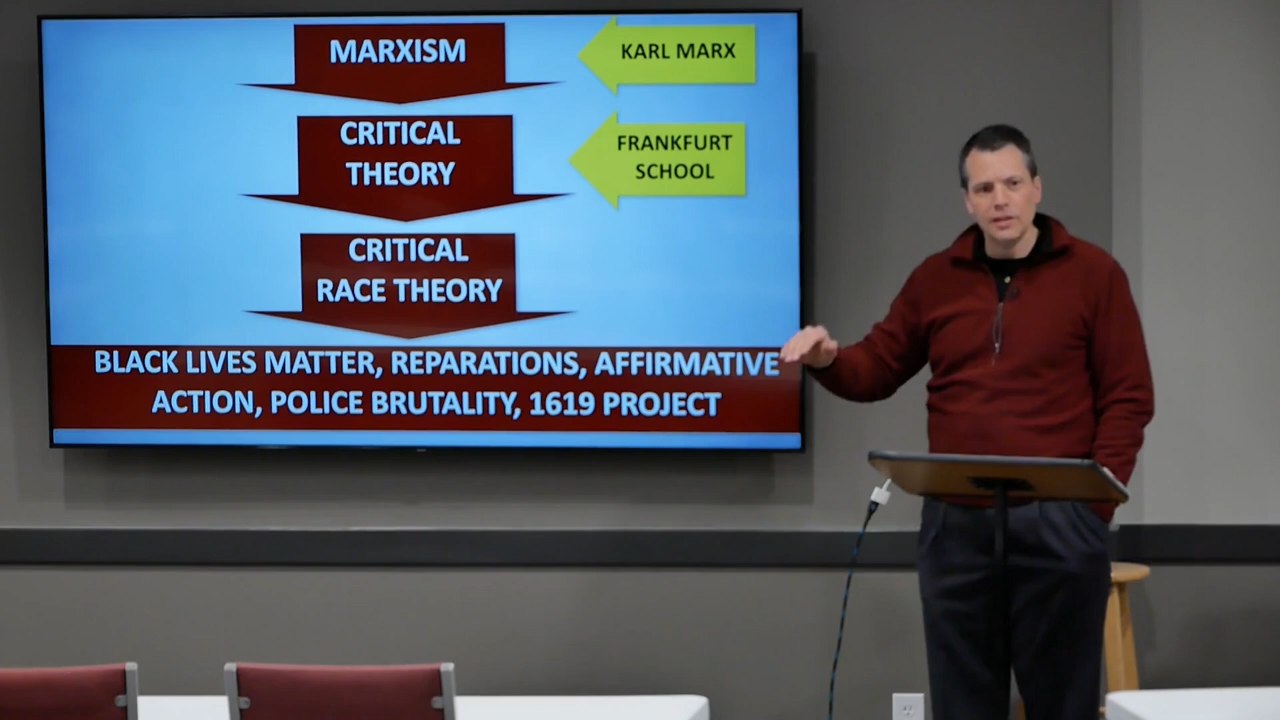 MARXISM
KARL MARX
CRITICAL
THEORY
FRANKFURT
SCHOOL
CRITICAL
RACE THEORY
BLACK LIVES MATTER, REPARATIONS, AFFIRMATIVE
ACTION, POLICE BRUTALITY, 1619 PROJECT